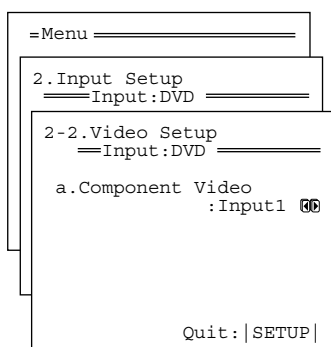 =Menu
2.Input Setup
Input:DVD
2-2.Video Setup
Input:DVD
a.Component Video
:Input1
Quit:|SETUP|